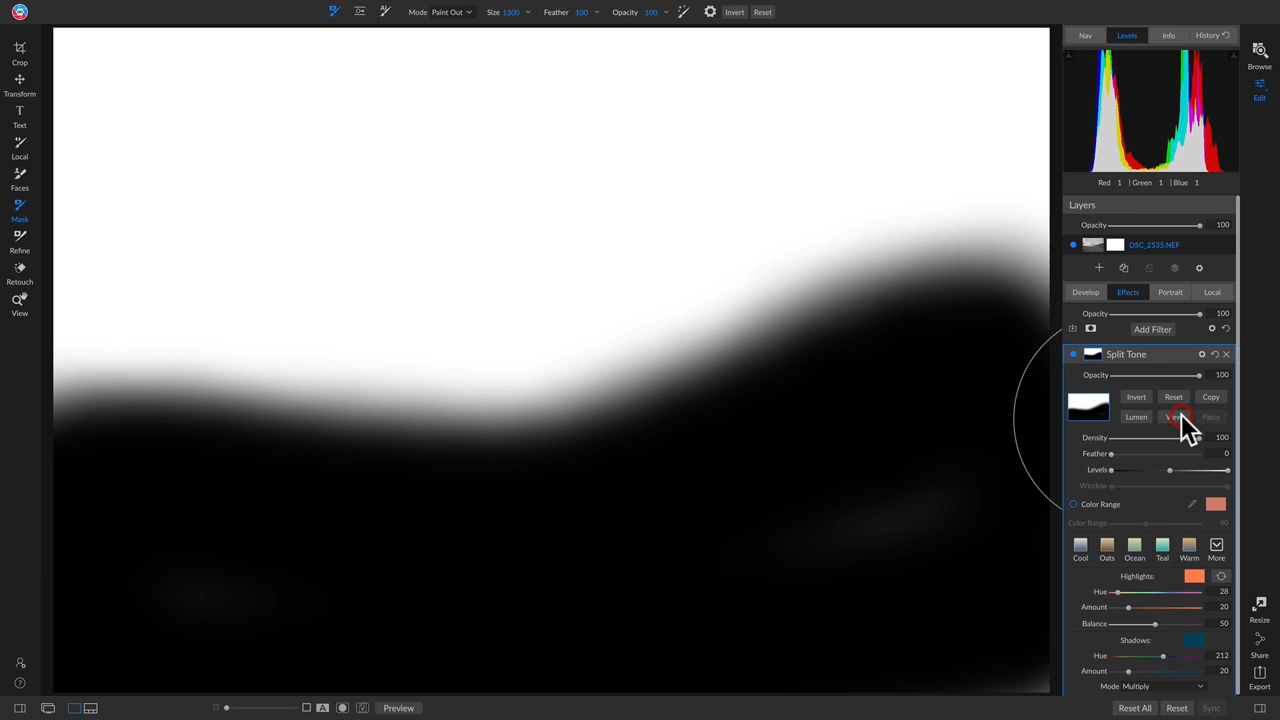 Mode Paint Out Size 1300 Feather 100 Opacity 100 Invert Reset
Nav Levels Info History
Crop
Transform
Text
Local
Faces
Mask
Refine
Retouch
View
Browse
Edit
Red 1 | Green 1 | Blue 1
Layers
Opacity 100
DSC_2535.NEF
Develop Effects Portrait Local
Opacity 100
Add Filter
Split Tone
Opacity 100
Invert Reset Copy
Lumen View Paste
Density 100
Feather 0
Levels
Window
Color Range
Color Range 40
Cool Oats Ocean Teal Warm More
Highlights:
Hue 28
Amount 20
Balance 50
Shadows:
Hue 212
Amount 20
Mode Multiply
Resize
Share
Export
A Preview
Reset All Reset Sync